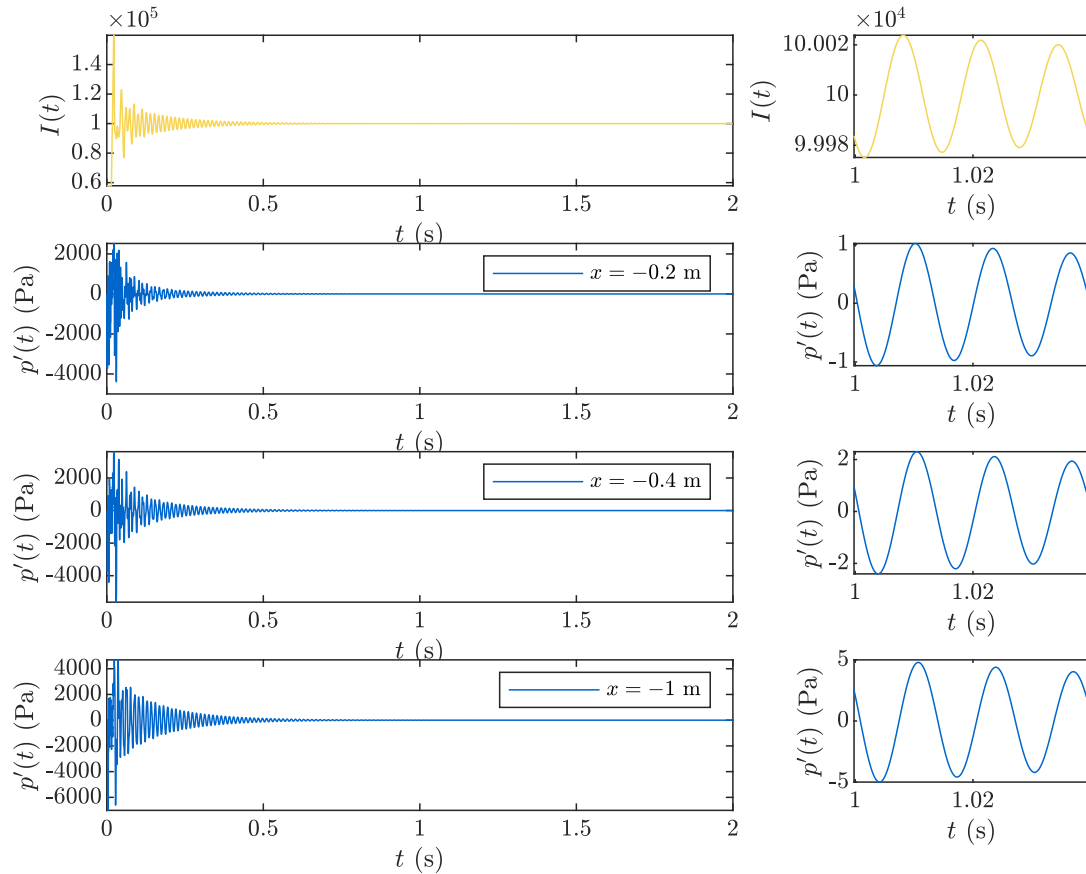 ×10⁵
I(t)
1.4
1.2
1
0.8
0.6
0 0.5 1 1.5 2
t (s)
×10⁴
I(t)
10.002
10
9.998
1 1.02
t (s)
p′(t) (Pa)
2000
0
-2000
-4000
x = −0.2 m
0 0.5 1 1.5 2
t (s)
p′(t) (Pa)
1
0
-1
1 1.02
t (s)
p′(t) (Pa)
2000
0
-2000
-4000
x = −0.4 m
0 0.5 1 1.5 2
t (s)
p′(t) (Pa)
2
0
-2
1 1.02
t (s)
p′(t) (Pa)
4000
2000
0
-2000
-4000
-6000
x = −1 m
0 0.5 1 1.5 2
t (s)
p′(t) (Pa)
5
0
-5
1 1.02
t (s)